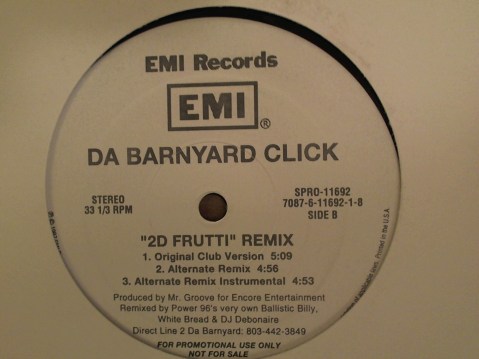 EMI Records
EMI
®
DA BARNYARD CLICK
STEREO
33 1/3 RPM
SPRO-11692
7087-6-11692-1-8
SIDE B
"2D FRUTTI" REMIX
1. Original Club Version 5:09
2. Alternate Remix 4:56
3. Alternate Remix Instrumental 4:53
Produced by Mr. Groove for Encore Entertainment
Remixed by Power 96's very own Ballistic Billy,
White Bread & DJ Debonaire
Direct Line 2 Da Barnyard: 803-442-3849
FOR PROMOTIONAL USE ONLY
NOT FOR SALE
Printed in the U.S.A.